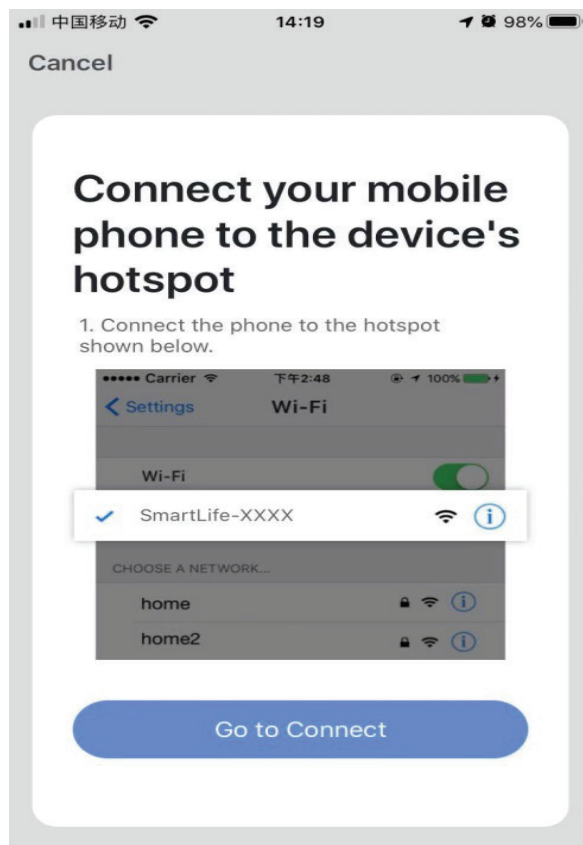 中国移动 14:19 98%
Cancel
Connect your mobile
phone to the device's
hotspot
1. Connect the phone to the hotspot
shown below.
Carrier 下午2:48 100%
Settings Wi-Fi
Wi-Fi
SmartLife-XXXX
CHOOSE A NETWORK...
home
home2
Go to Connect